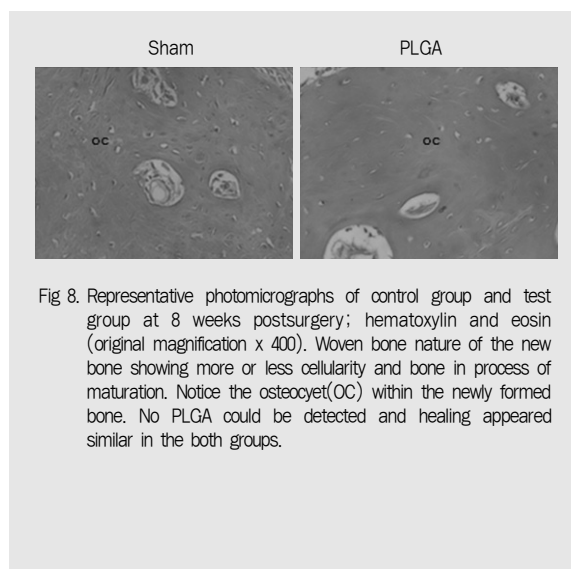 Sham PLGA
OC OC
Fig 8. Representative photomicrographs of control group and test
group at 8 weeks postsurgery; hematoxylin and eosin
(original magnification x 400). Woven bone nature of the new
bone showing more or less cellularity and bone in process of
maturation. Notice the osteocyet(OC) within the newly formed
bone. No PLGA could be detected and healing appeared
similar in the both groups.